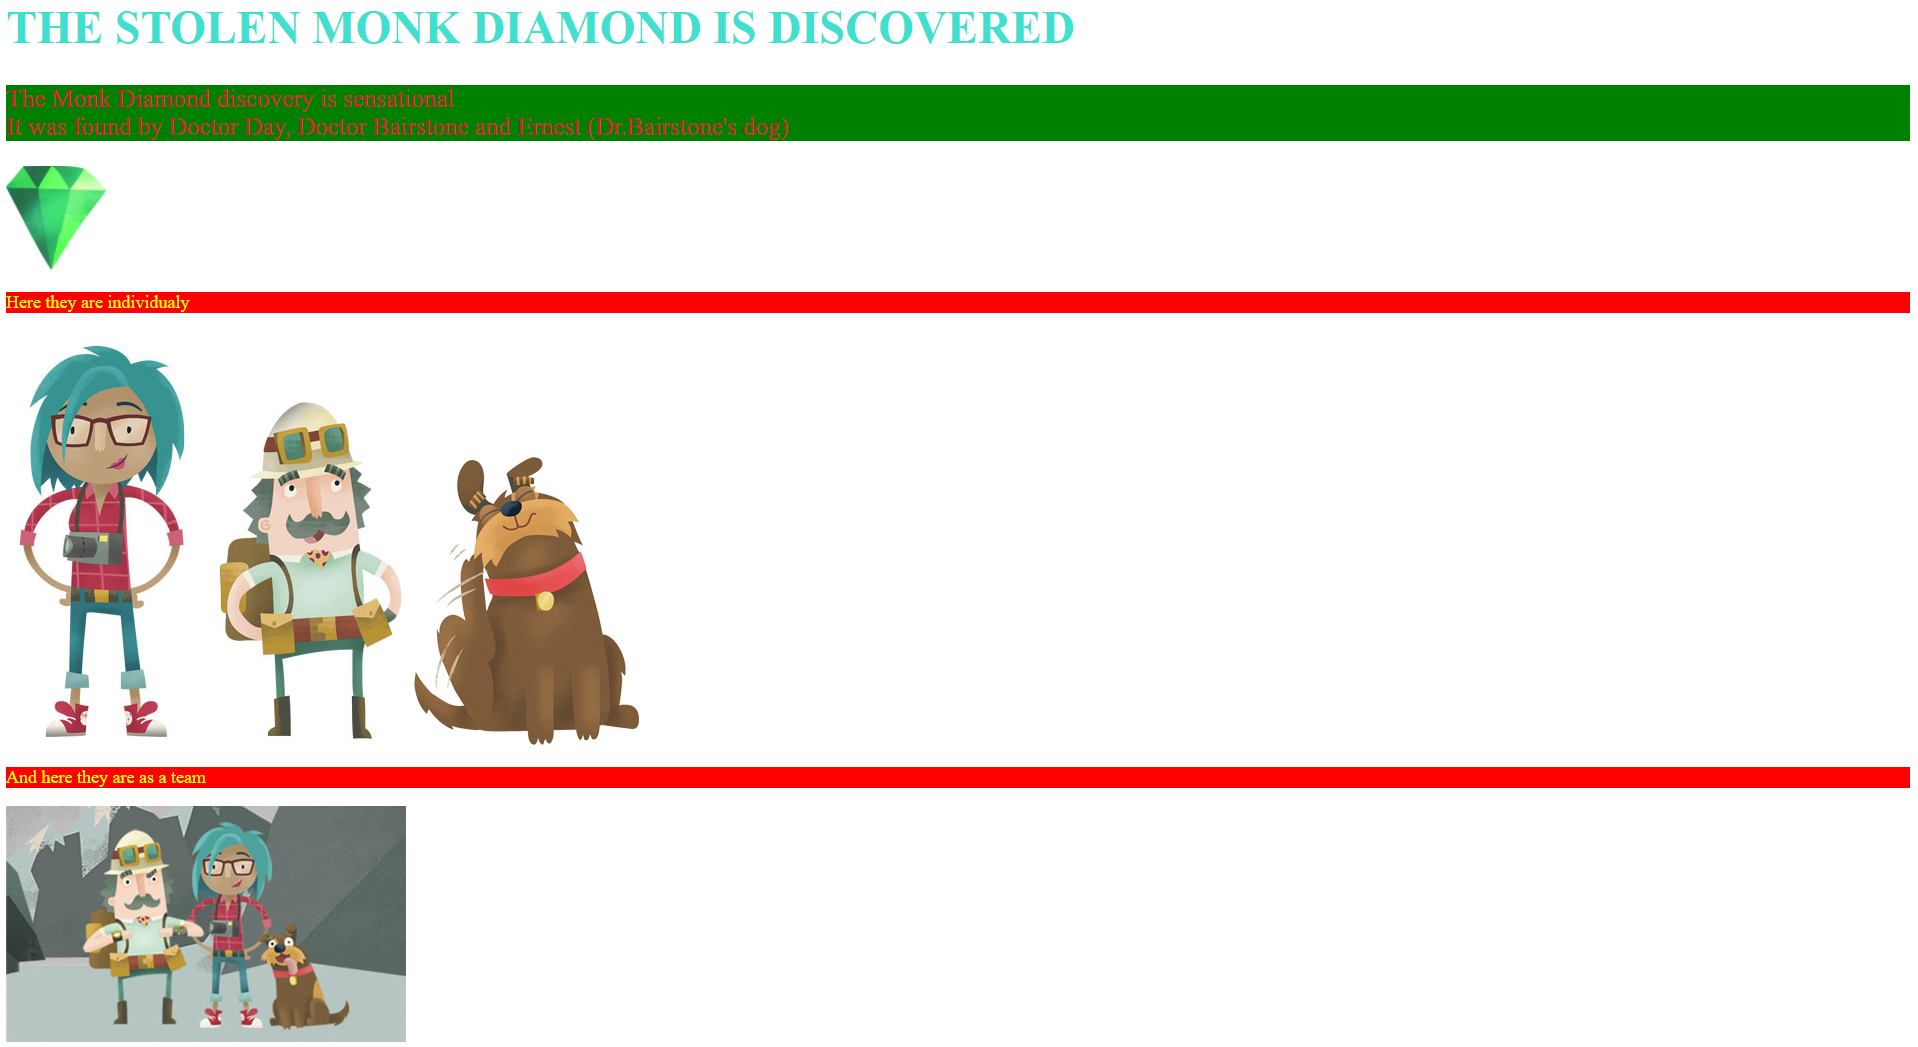 THE STOLEN MONK DIAMOND IS DISCOVERED
The Monk Diamond discovery is sensational
It was found by Doctor Day, Doctor Bairstone and Ernest (Dr.Bairstone's dog)
Here they are individualy
And here they are as a team